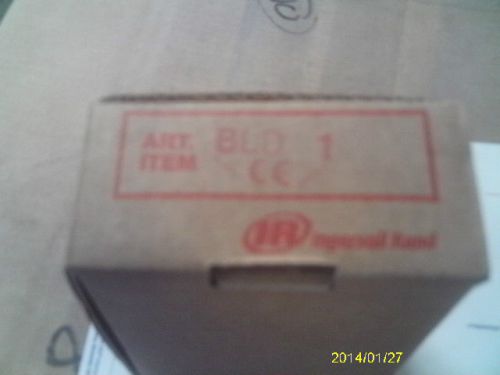 ART. BLD 1
ITEM CE
IR Ingersoll Rand
2014/01/27